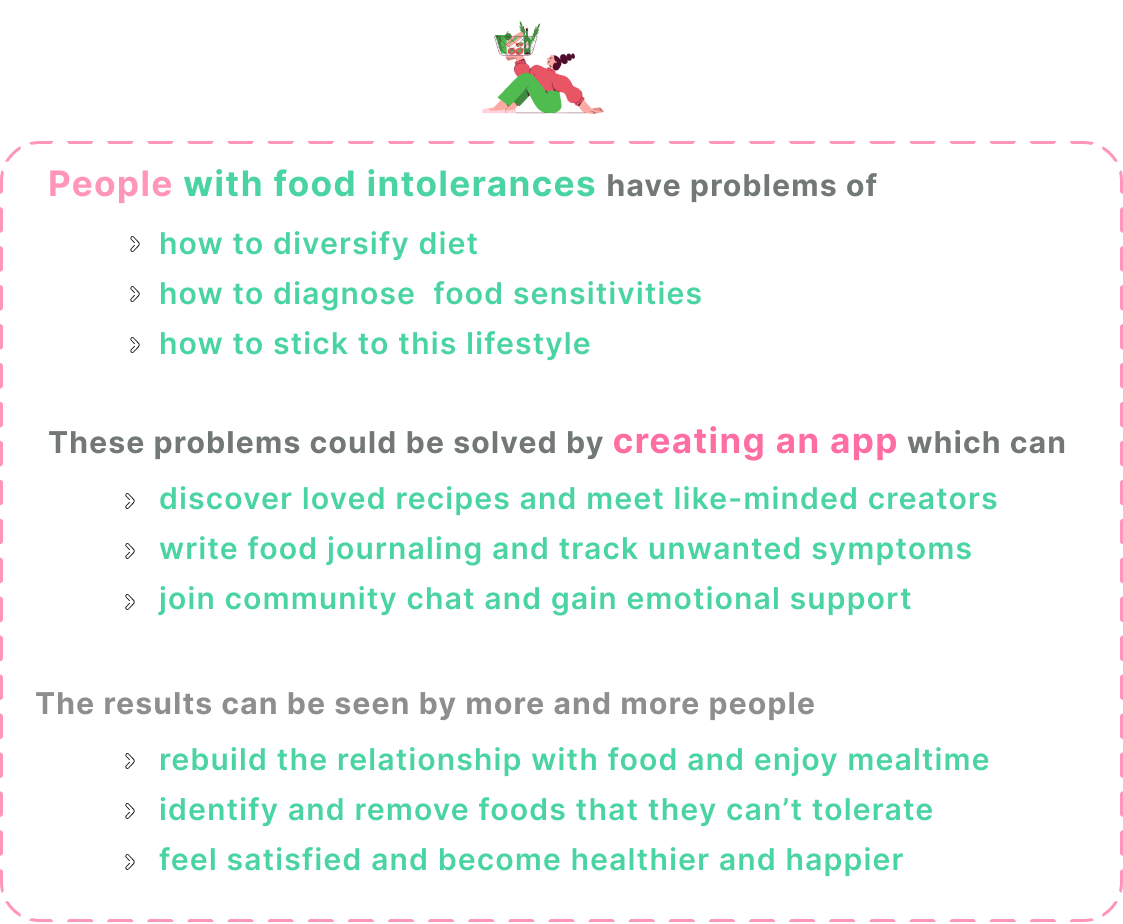 People with food intolerances have problems of
how to diversify diet
how to diagnose  food sensitivities
how to stick to this lifestyle
These problems could be solved by creating an app which can
discover loved recipes and meet like-minded creators
write food journaling and track unwanted symptoms
join community chat and gain emotional support
The results can be seen by more and more people
rebuild the relationship with food and enjoy mealtime
identify and remove foods that they can’t tolerate
feel satisfied and become healthier and happier